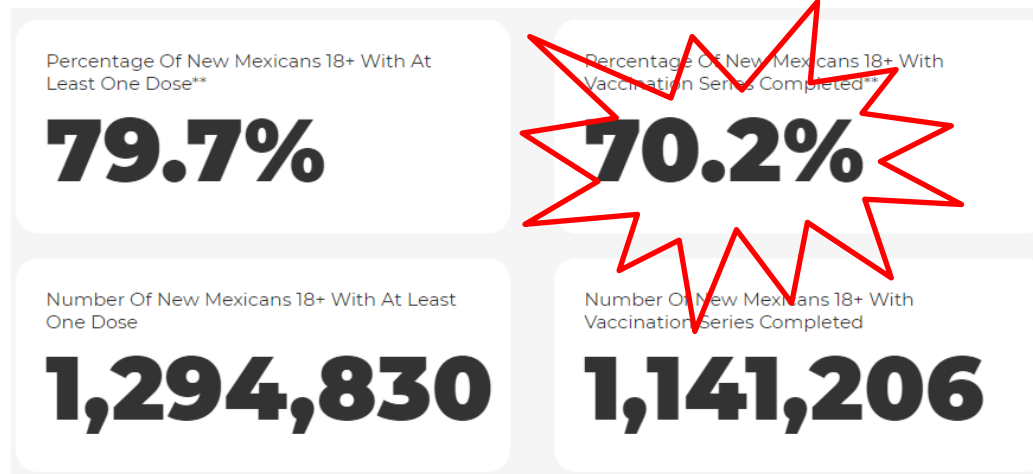 Percentage Of New Mexicans 18+ With At
Least One Dose**
79.7%
Percentage Of New Mexicans 18+ With
Vaccination Series Completed**
70.2%
Number Of New Mexicans 18+ With At Least
One Dose
1,294,830
Number Of New Mexicans 18+ With
Vaccination Series Completed
1,141,206